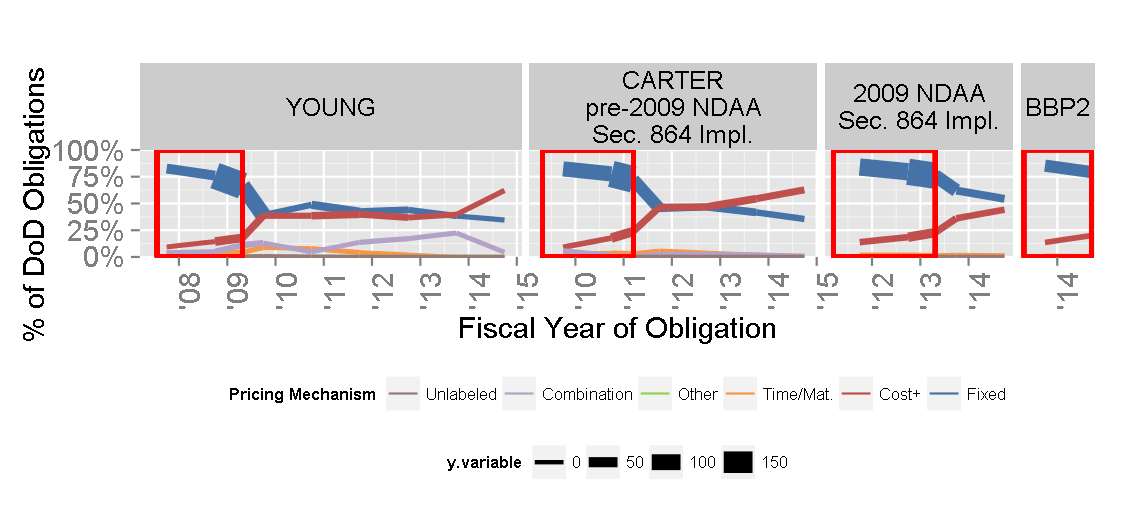 YOUNG
CARTER
pre-2009 NDAA
Sec. 864 Impl.
2009 NDAA
Sec. 864 Impl.
BBP2
% of DoD Obligations
100%
75%
50%
25%
0%
'08 '09 '10 '11 '12 '13 '14 '15
'10 '11 '12 '13 '14 '15
'12 '13 '14
'14
Fiscal Year of Obligation
Pricing Mechanism Unlabeled Combination Other Time/Mat. Cost+ Fixed
y.variable 0 50 100 150